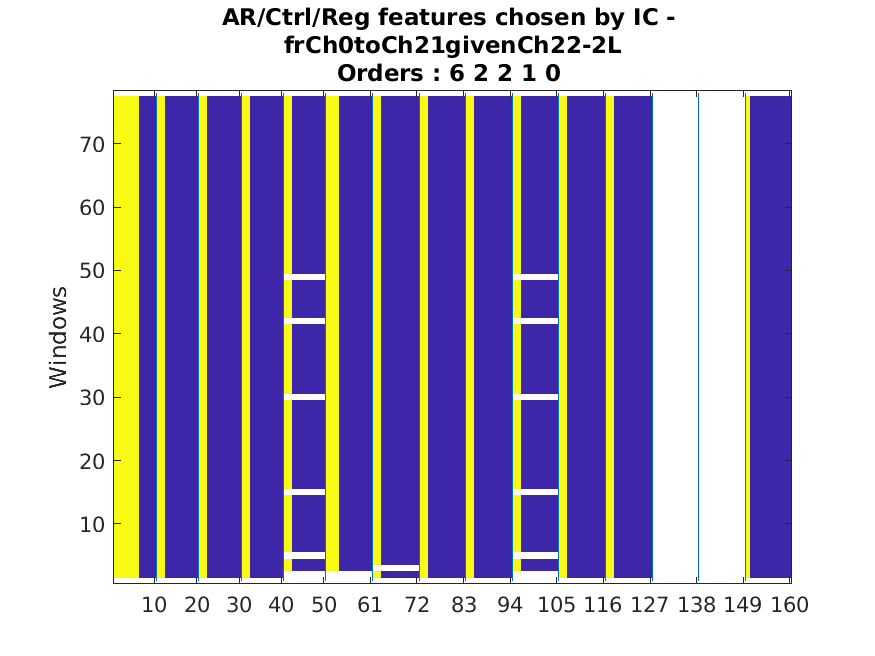 AR/Ctrl/Reg features chosen by IC -
frCh0toCh21givenCh22-2L
Orders : 6 2 2 1 0
Windows
70
60
50
40
30
20
10
10 20 30 40 50 61 72 83 94 105 116 127 138 149 160